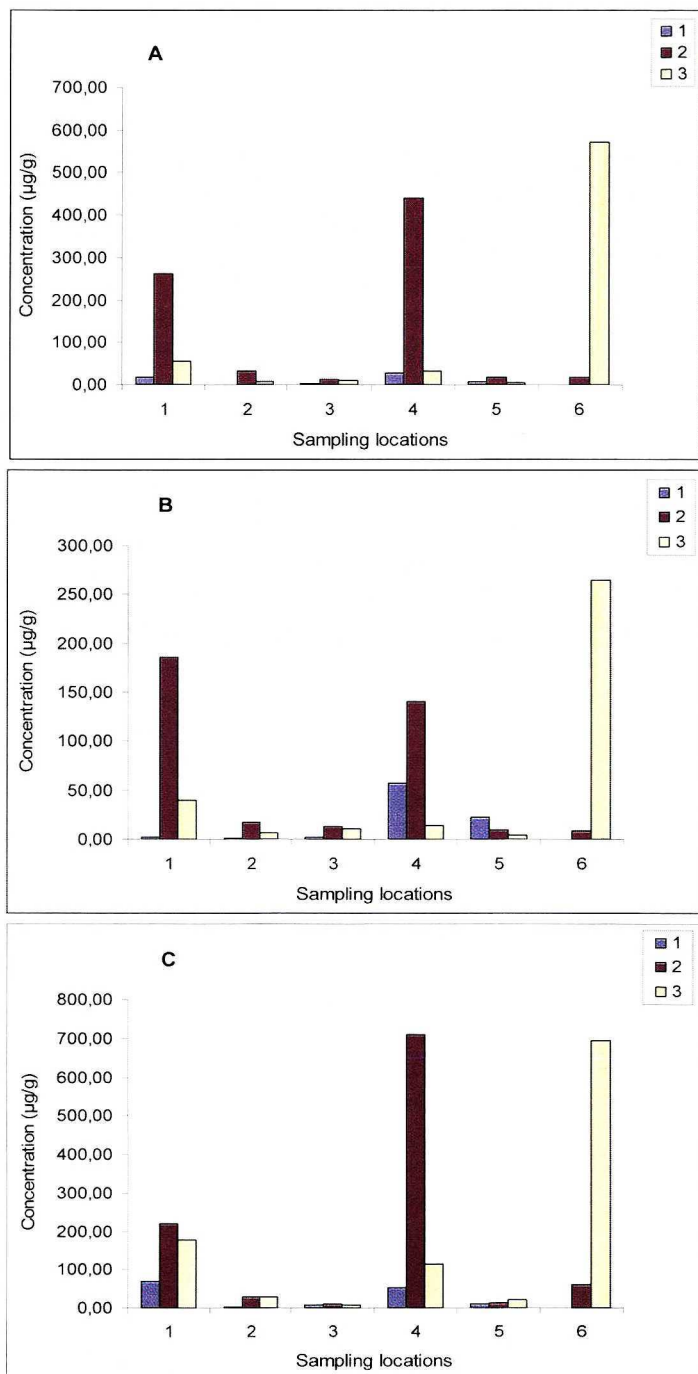 A
1
2
3
700,00
600,00
500,00
400,00
300,00
200,00
100,00
0,00
Concentration (µg/g)
1 2 3 4 5 6
Sampling locations
B
1
2
3
300,00
250,00
200,00
150,00
100,00
50,00
0,00
Concentration (µg/g)
1 2 3 4 5 6
Sampling locations
C
1
2
3
800,00
700,00
600,00
500,00
400,00
300,00
200,00
100,00
0,00
Concentration (µg/g)
1 2 3 4 5 6
Sampling locations